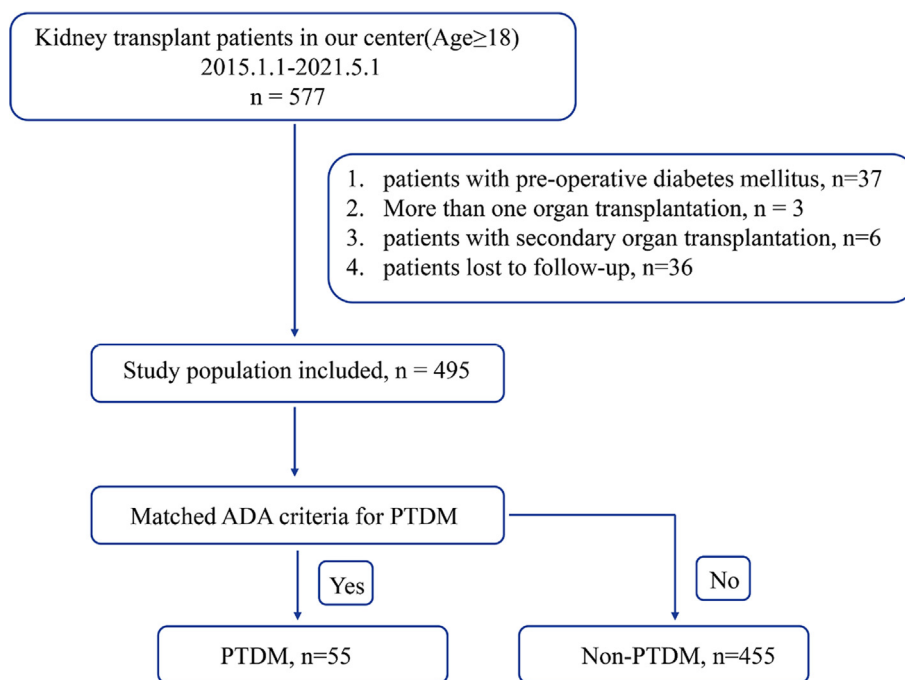 Kidney transplant patients in our center(Age≥18)
2015.1.1-2021.5.1
n = 577
1. patients with pre-operative diabetes mellitus, n=37
2. More than one organ transplantation, n = 3
3. patients with secondary organ transplantation, n=6
4. patients lost to follow-up, n=36
Study population included, n = 495
Matched ADA criteria for PTDM
Yes
No
PTDM, n=55
Non-PTDM, n=455